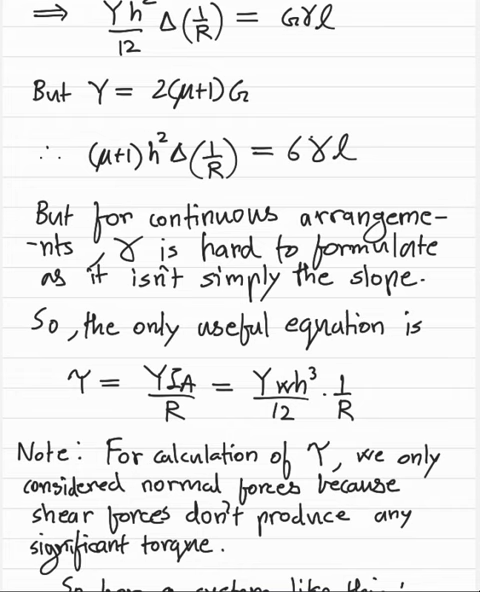 ⟹ Yh²/12 Δ(1/R) = Gγl
But Y = 2(μ+1)G
∴ (μ+1)h²Δ(1/R) = 6γl
But for continuous arrangeme-
-nts, γ is hard to formulate
as it isn't simply the slope.
So, the only useful equation is
τ = YI_A/R = Ywh³/12 · 1/R
Note: For calculation of τ, we only
considered normal forces because
shear forces don't produce any
significant torque.